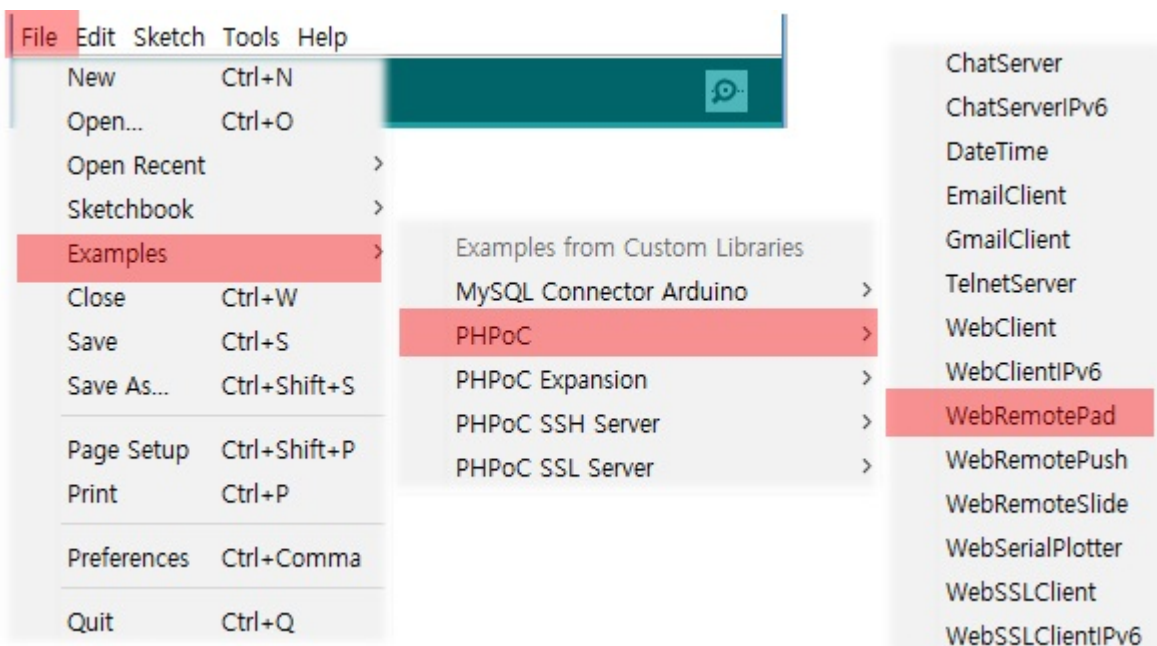 File Edit Sketch Tools Help
New Ctrl+N
Open... Ctrl+O
Open Recent >
Sketchbook >
Examples >
Close Ctrl+W
Save Ctrl+S
Save As... Ctrl+Shift+S
Page Setup Ctrl+Shift+P
Print Ctrl+P
Preferences Ctrl+Comma
Quit Ctrl+Q
Examples from Custom Libraries
MySQL Connector Arduino >
PHPoC >
PHPoC Expansion >
PHPoC SSH Server >
PHPoC SSL Server >
ChatServer
ChatServerIPv6
DateTime
EmailClient
GmailClient
TelnetServer
WebClient
WebClientIPv6
WebRemotePad
WebRemotePush
WebRemoteSlide
WebSerialPlotter
WebSSLClient
WebSSLClientIPv6